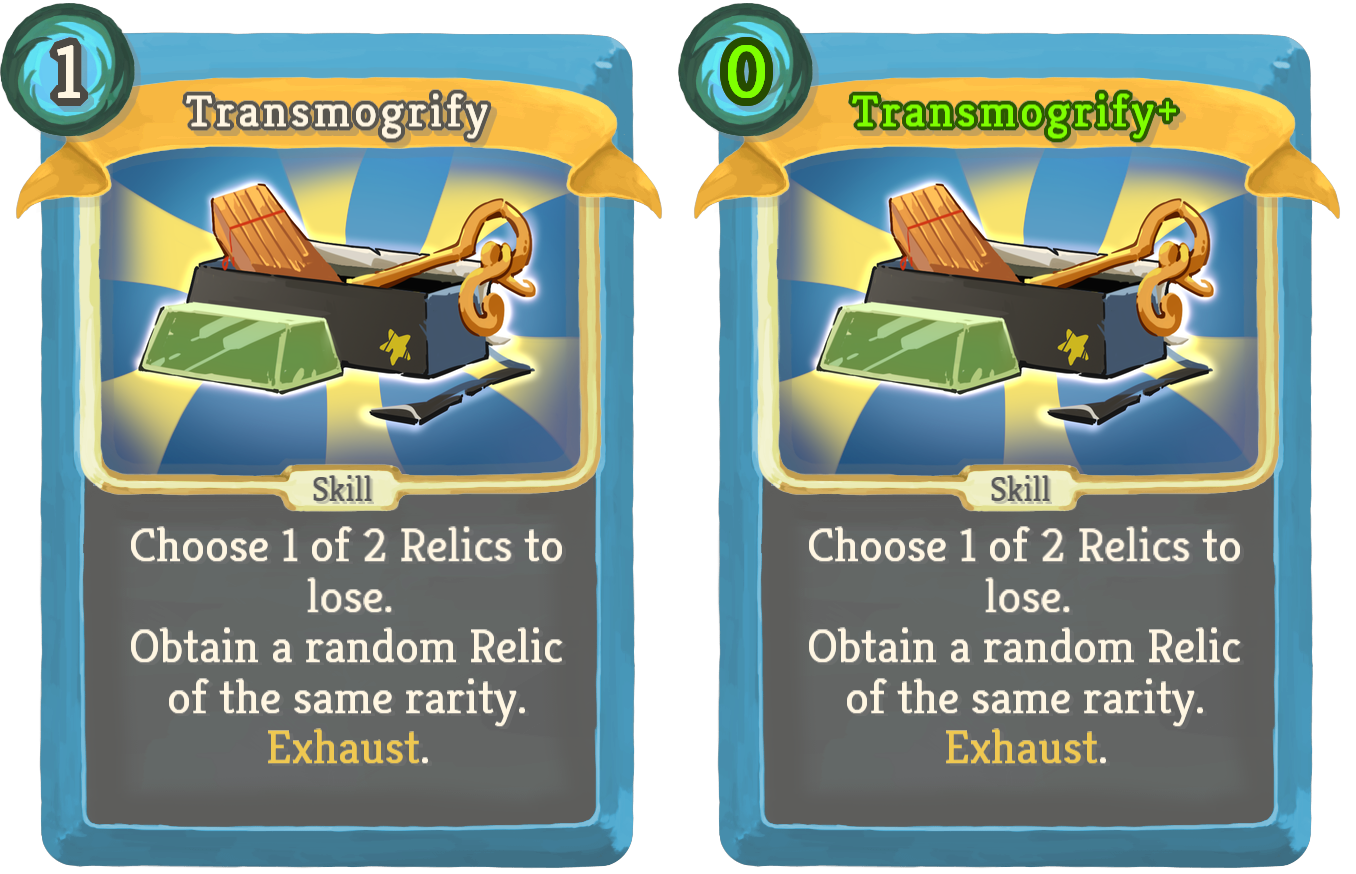 1
Transmogrify
Skill
Choose 1 of 2 Relics to
lose.
Obtain a random Relic
of the same rarity.
Exhaust.
0
Transmogrify+
Skill
Choose 1 of 2 Relics to
lose.
Obtain a random Relic
of the same rarity.
Exhaust.